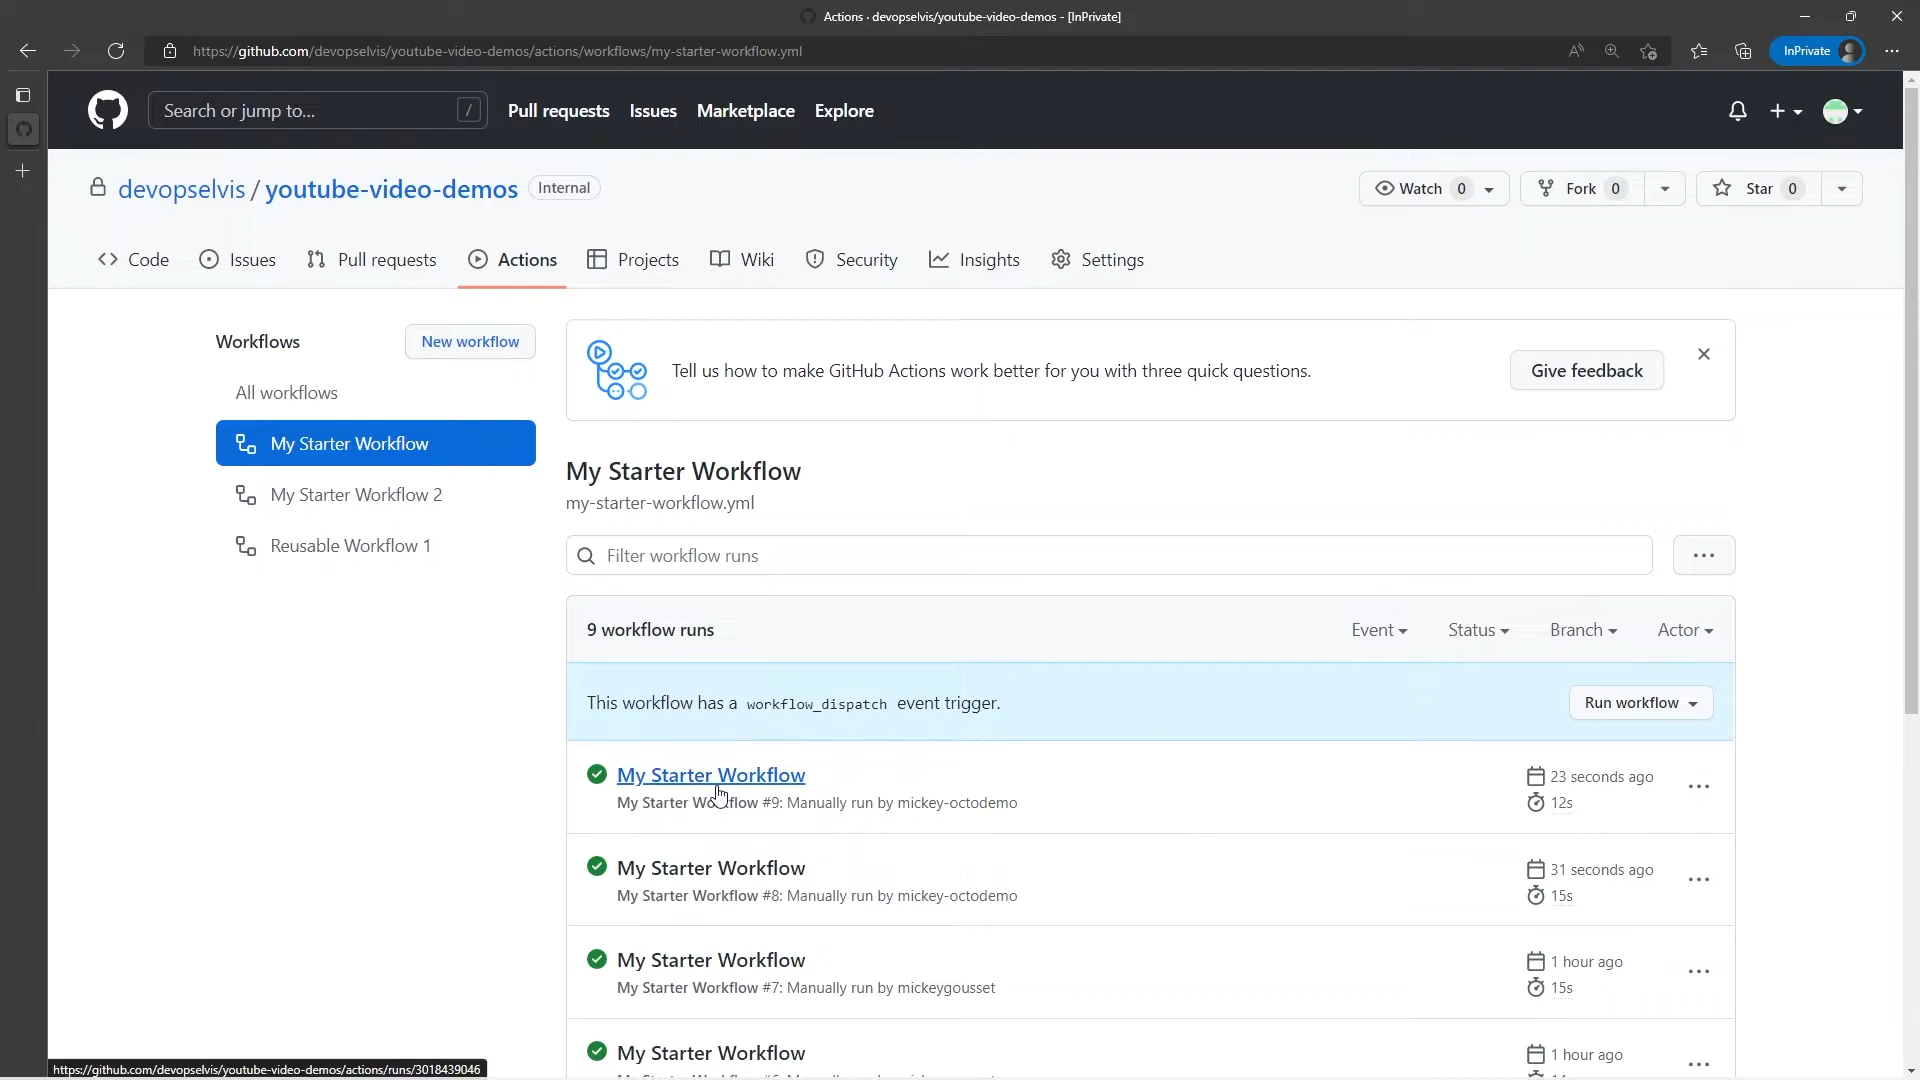 Actions · devopselvis/youtube-video-demos - [InPrivate]
https://github.com/devopselvis/youtube-video-demos/actions/workflows/my-starter-workflow.yml
InPrivate
Search or jump to...
/
Pull requests
Issues
Marketplace
Explore
devopselvis / youtube-video-demos
Internal
Watch 0
Fork 0
Star 0
Code
Issues
Pull requests
Actions
Projects
Wiki
Security
Insights
Settings
Workflows
New workflow
All workflows
My Starter Workflow
My Starter Workflow 2
Reusable Workflow 1
Tell us how to make GitHub Actions work better for you with three quick questions.
Give feedback
My Starter Workflow
my-starter-workflow.yml
Filter workflow runs
9 workflow runs
Event
Status
Branch
Actor
This workflow has a workflow_dispatch event trigger.
Run workflow
My Starter Workflow
23 seconds ago
My Starter Workflow #9: Manually run by mickey-octodemo
12s
My Starter Workflow
31 seconds ago
My Starter Workflow #8: Manually run by mickey-octodemo
15s
My Starter Workflow
1 hour ago
My Starter Workflow #7: Manually run by mickeygousset
15s
My Starter Workflow
1 hour ago
https://github.com/devopselvis/youtube-video-demos/actions/runs/3018439046